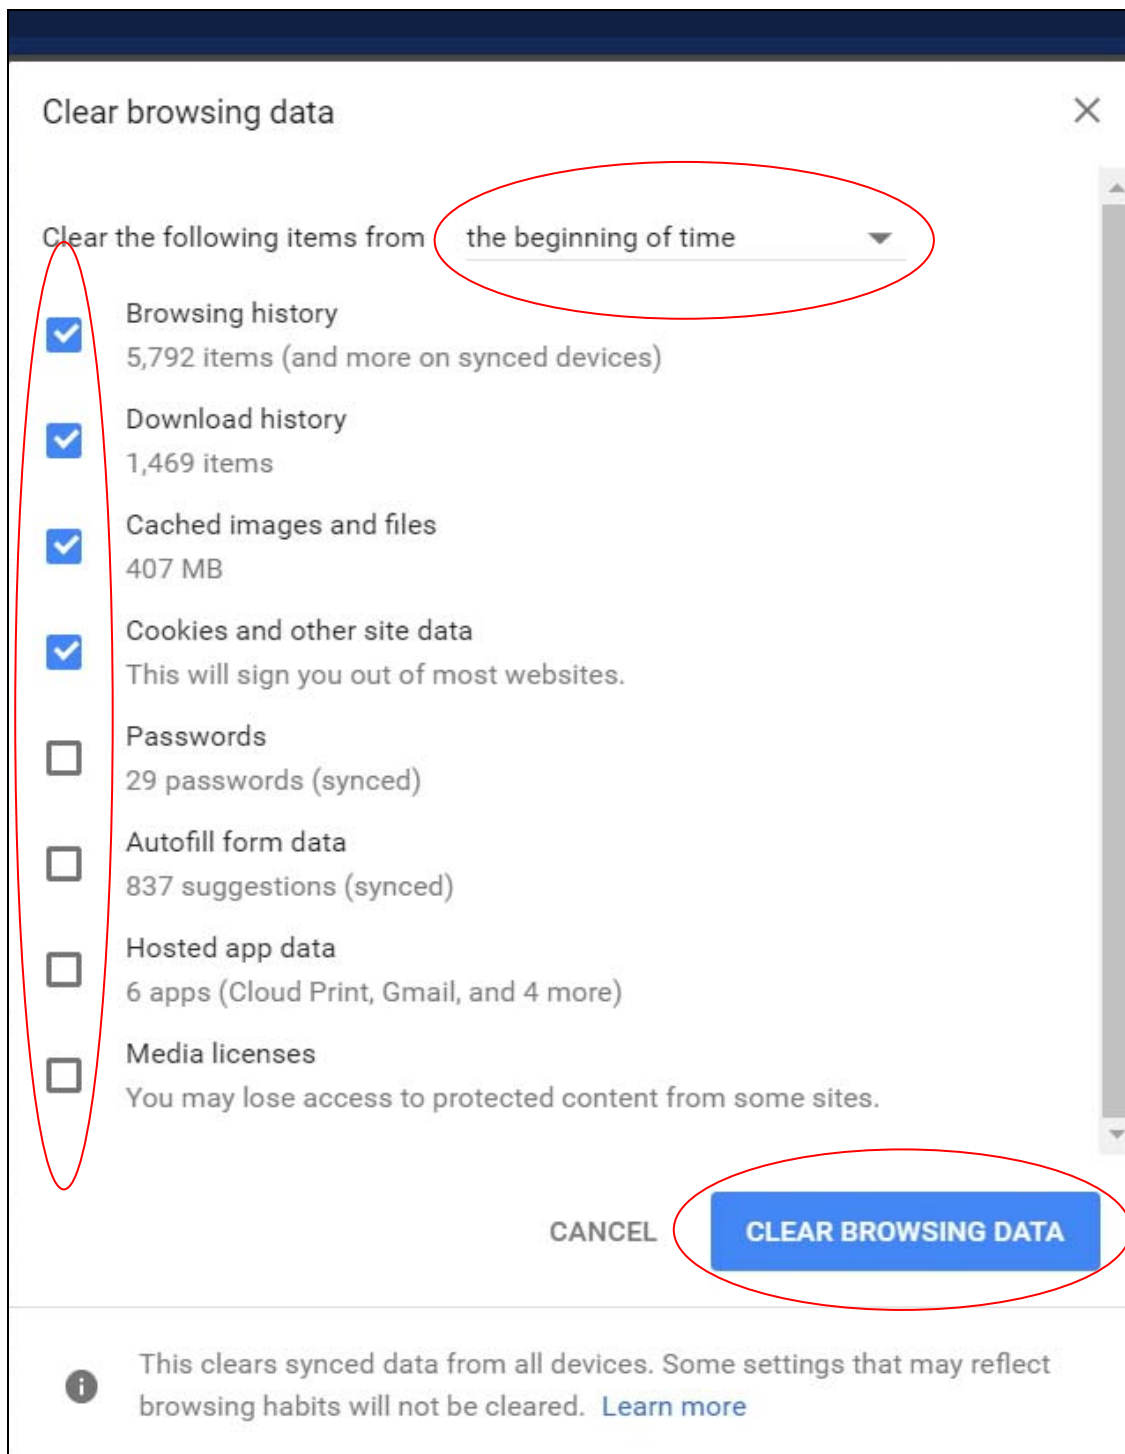 Clear browsing data
Clear the following items from the beginning of time
Browsing history
5,792 items (and more on synced devices)
Download history
1,469 items
Cached images and files
407 MB
Cookies and other site data
This will sign you out of most websites.
Passwords
29 passwords (synced)
Autofill form data
837 suggestions (synced)
Hosted app data
6 apps (Cloud Print, Gmail, and 4 more)
Media licenses
You may lose access to protected content from some sites.
CANCEL CLEAR BROWSING DATA
This clears synced data from all devices. Some settings that may reflect
browsing habits will not be cleared. Learn more